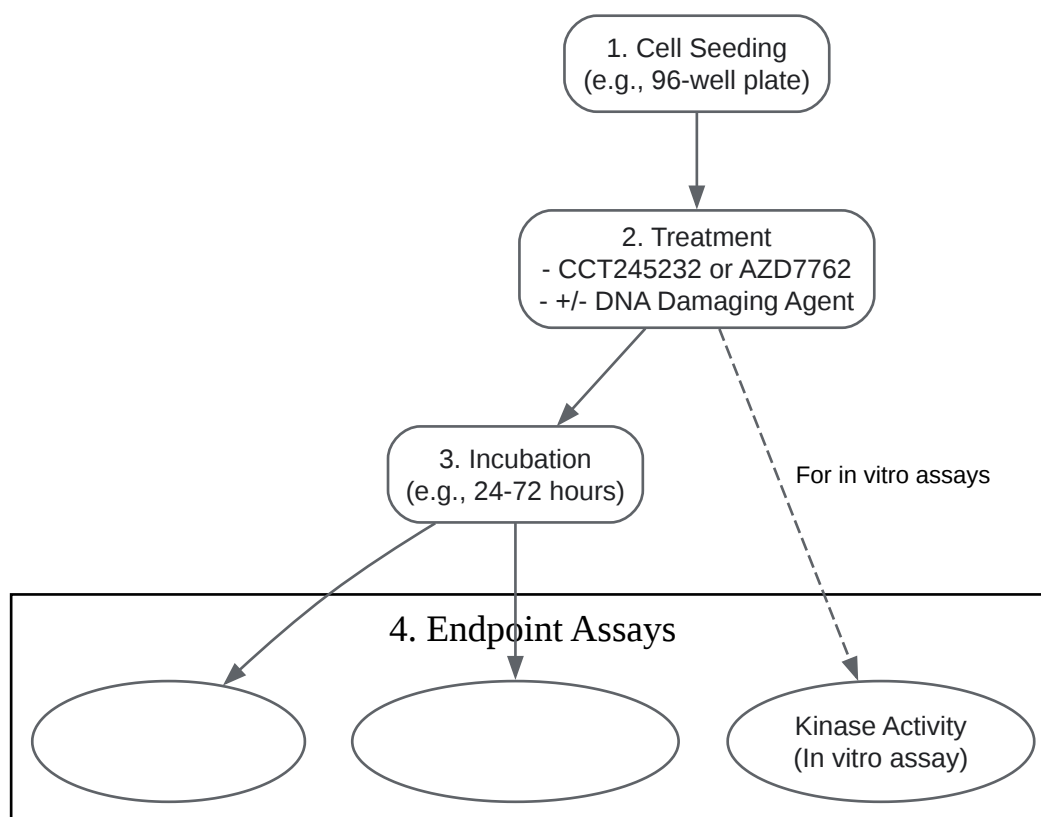 1. Cell Seeding
(e.g., 96-well plate)
2. Treatment
- CCT245232 or AZD7762
- +/- DNA Damaging Agent
3. Incubation
(e.g., 24-72 hours)
For in vitro assays
4. Endpoint Assays
Kinase Activity
(In vitro assay)